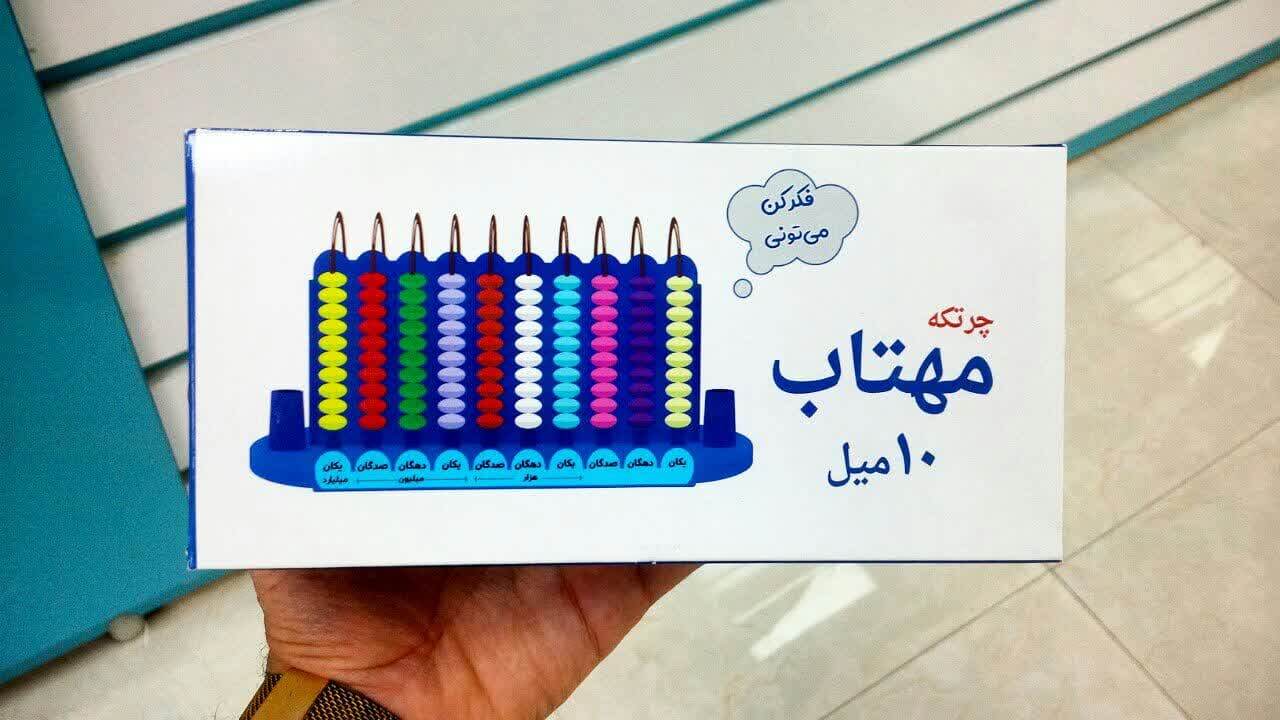 فکر کن
می‌تونی
چرتکه
مهتاب
۱۰ میل
یکان دهگان صدگان یکان دهگان صدگان یکان دهگان صدگان یکان
هزار میلیون میلیارد